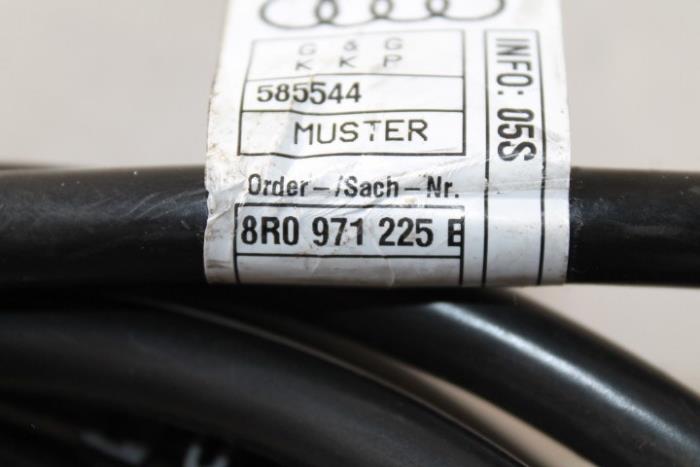 G & G
K K P
585544
MUSTER
Order-/Sach-Nr.
8R0 971 225
INFO: 05S